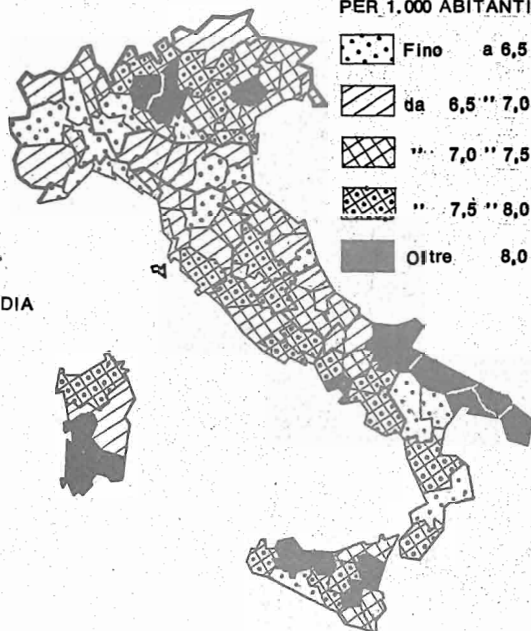 PER 1.000 ABITANTI
Fino a 6,5
da 6,5 " 7,0
" 7,0 " 7,5
" 7,5 " 8,0
Oltre 8,0
DIA